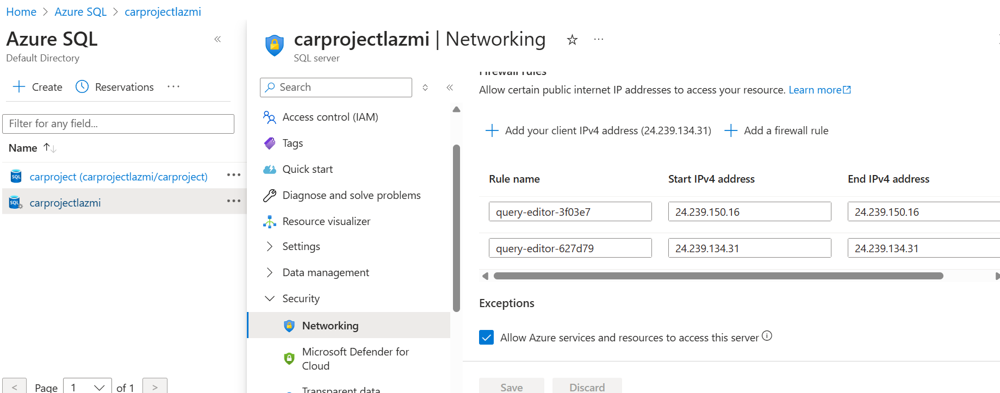 Home > Azure SQL > carprojectlazmi
Azure SQL
Default Directory
Create Reservations
Filter for any field...
Name
carproject (carprojectlazmi/carproject)
carprojectlazmi
< Page 1 of 1 >
carprojectlazmi | Networking
SQL server
Search
Access control (IAM)
Tags
Quick start
Diagnose and solve problems
Resource visualizer
Settings
Data management
Security
Networking
Microsoft Defender for
Cloud
Transparent data
Firewall rules
Allow certain public internet IP addresses to access your resource. Learn more
Add your client IPv4 address (24.239.134.31) Add a firewall rule
Rule name Start IPv4 address End IPv4 address
query-editor-3f03e7 24.239.150.16 24.239.150.16
query-editor-627d79 24.239.134.31 24.239.134.31
Exceptions
Allow Azure services and resources to access this server
Save Discard